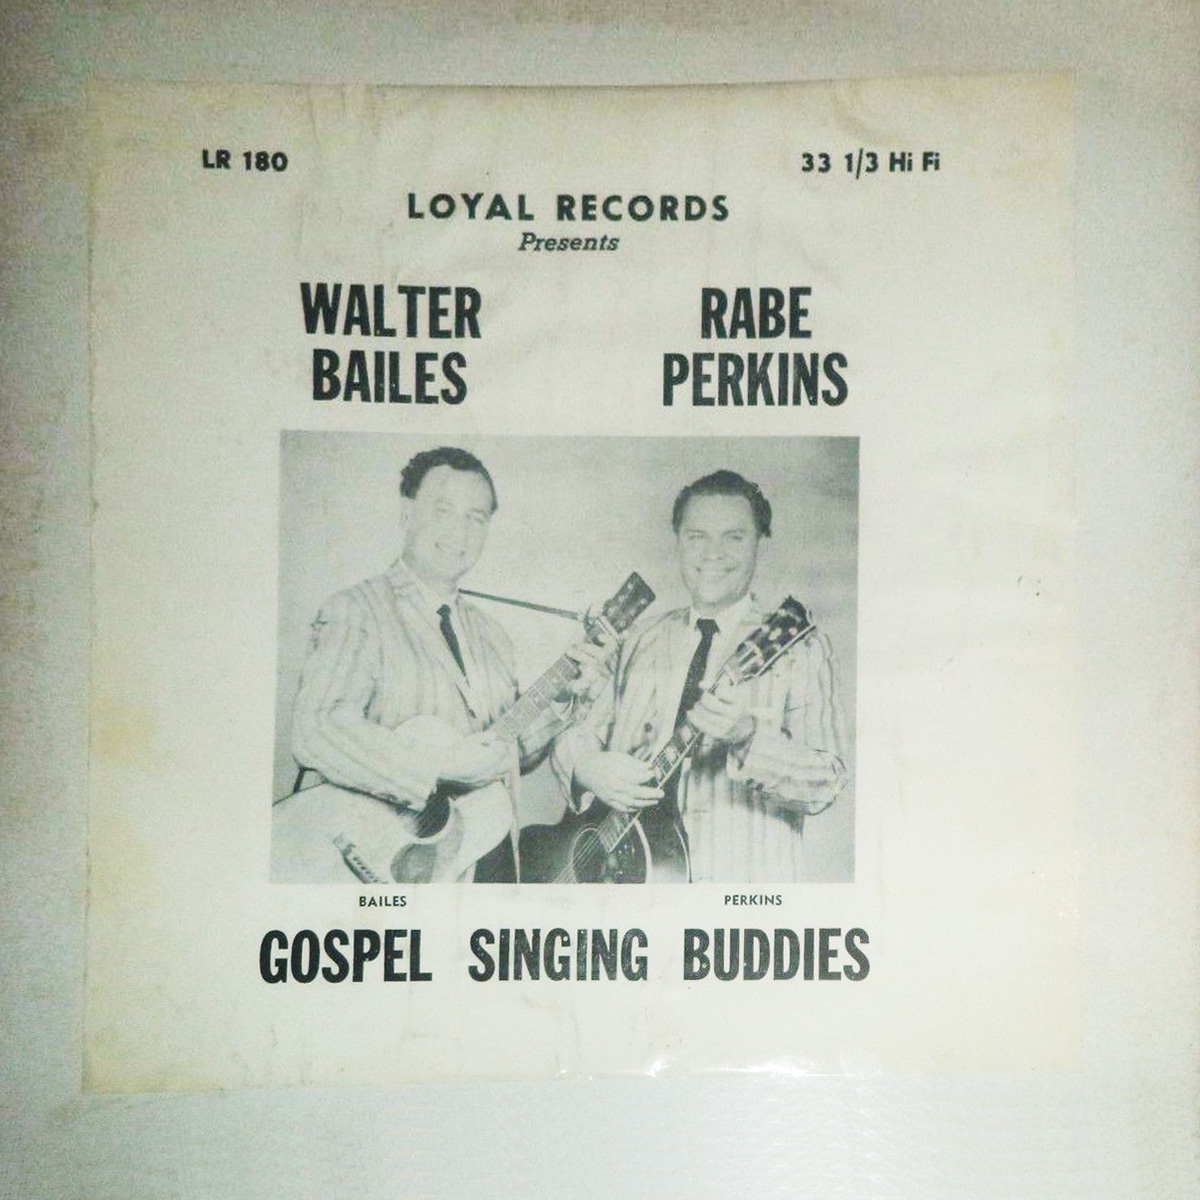 LR 180
33 1/3 Hi Fi
LOYAL RECORDS
Presents
WALTER
BAILES
RABE
PERKINS
BAILES
PERKINS
GOSPEL SINGING BUDDIES